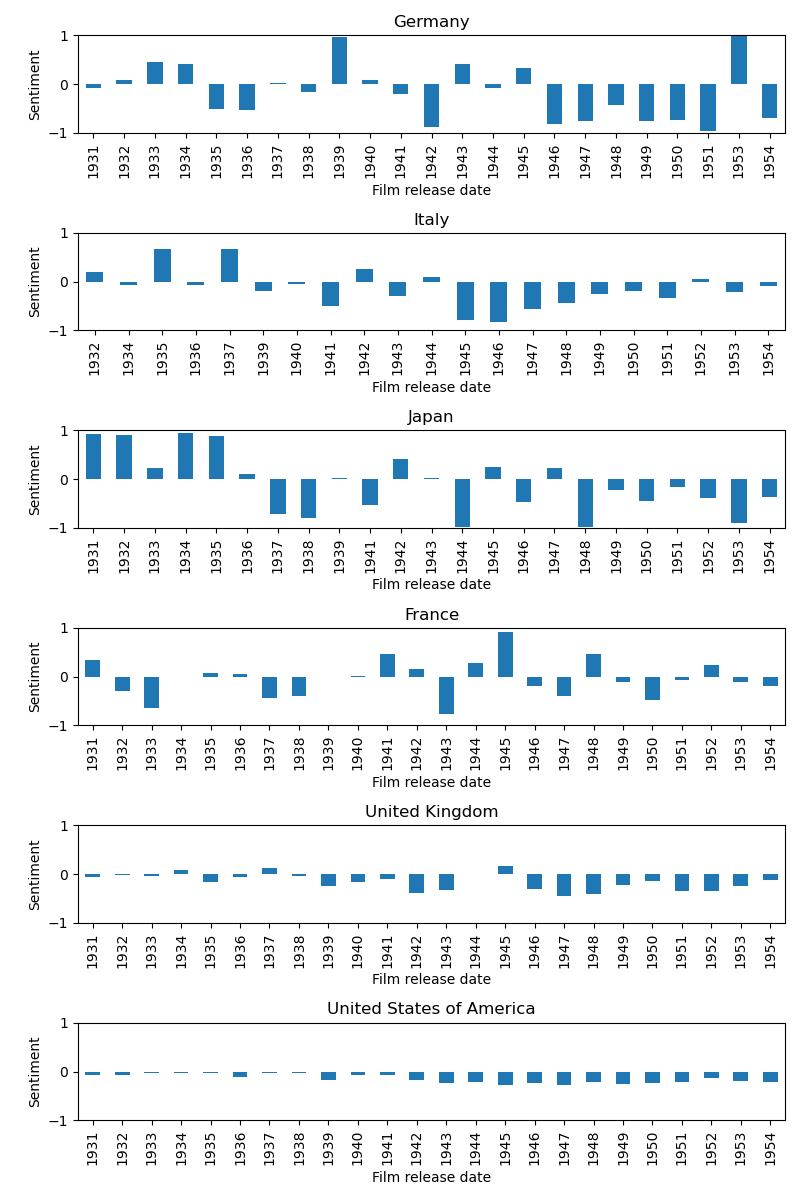 Germany
1
0
−1
Sentiment
1931 1932 1933 1934 1935 1936 1937 1938 1939 1940 1941 1942 1943 1944 1945 1946 1947 1948 1949 1950 1951 1953 1954
Film release date
Italy
1
0
−1
Sentiment
1932 1934 1935 1936 1937 1939 1940 1941 1942 1943 1944 1945 1946 1947 1948 1949 1950 1951 1952 1953 1954
Film release date
Japan
1
0
−1
Sentiment
1931 1932 1933 1934 1935 1936 1937 1938 1939 1941 1942 1943 1944 1945 1946 1947 1948 1949 1950 1951 1952 1953 1954
Film release date
France
1
0
−1
Sentiment
1931 1932 1933 1934 1935 1936 1937 1938 1939 1940 1941 1942 1943 1944 1945 1946 1947 1948 1949 1950 1951 1952 1953 1954
Film release date
United Kingdom
1
0
−1
Sentiment
1931 1932 1933 1934 1935 1936 1937 1938 1939 1940 1941 1942 1943 1944 1945 1946 1947 1948 1949 1950 1951 1952 1953 1954
Film release date
United States of America
1
0
−1
Sentiment
1931 1932 1933 1934 1935 1936 1937 1938 1939 1940 1941 1942 1943 1944 1945 1946 1947 1948 1949 1950 1951 1952 1953 1954
Film release date